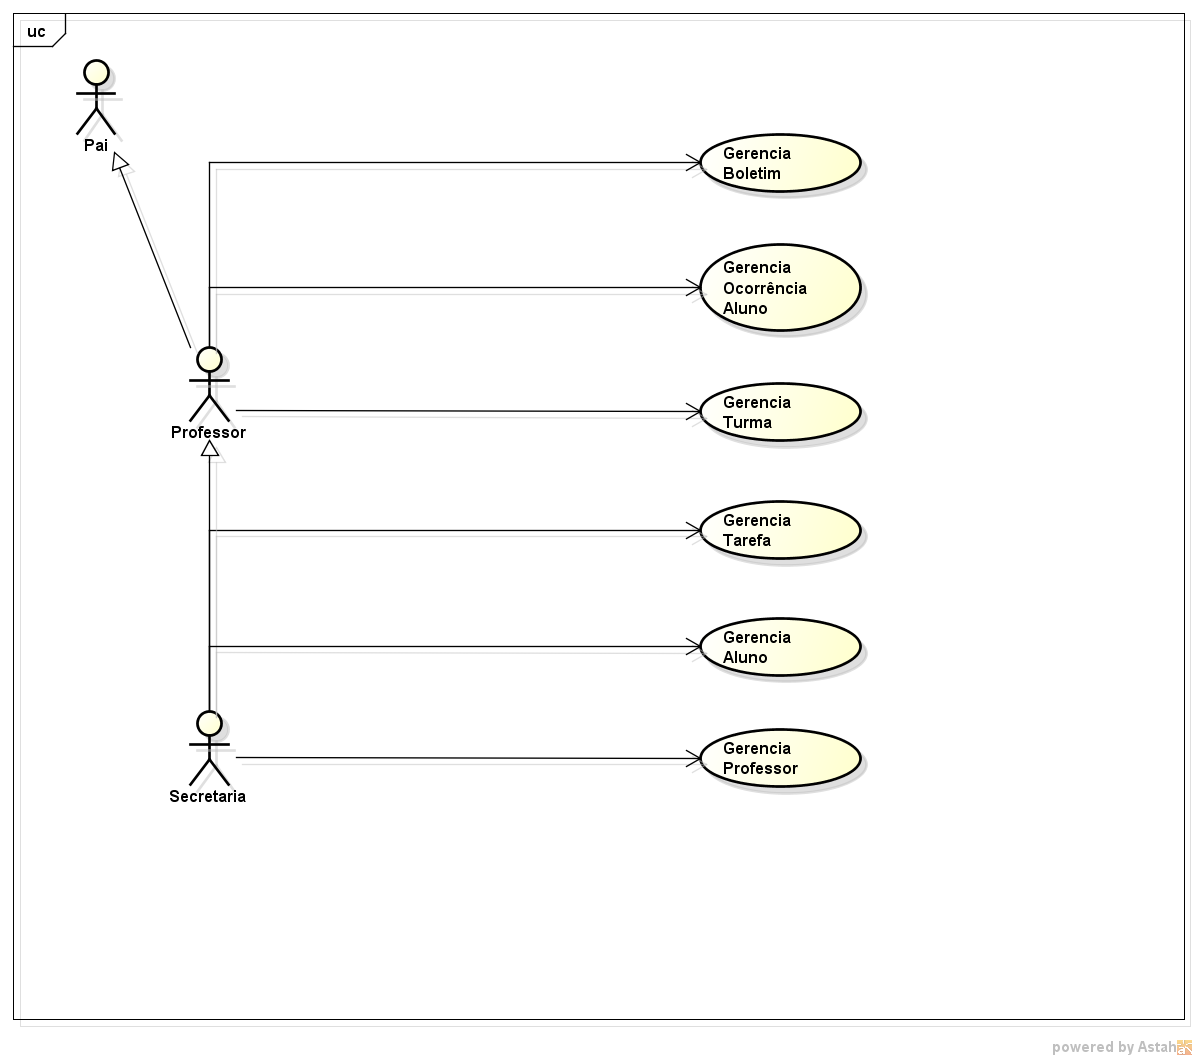 uc
Pai
Gerencia
Boletim
Gerencia
Ocorrência
Aluno
Gerencia
Turma
Professor
Gerencia
Tarefa
Gerencia
Aluno
Gerencia
Professor
Secretaria
powered by Astah